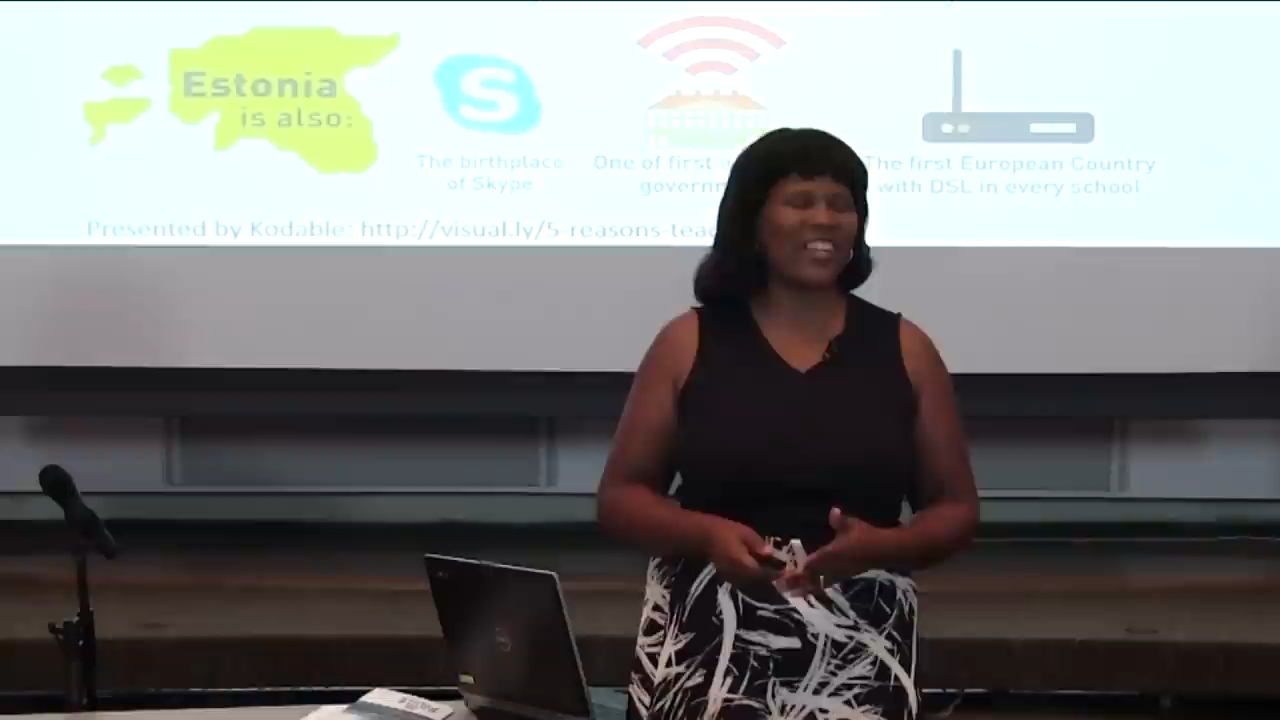 Estonia
is also:
S
The birthplace
of Skype
One of first
governm
The first European Country
with DSL in every school
Presented by Kodable: http://visual.ly/5-reasons-teac